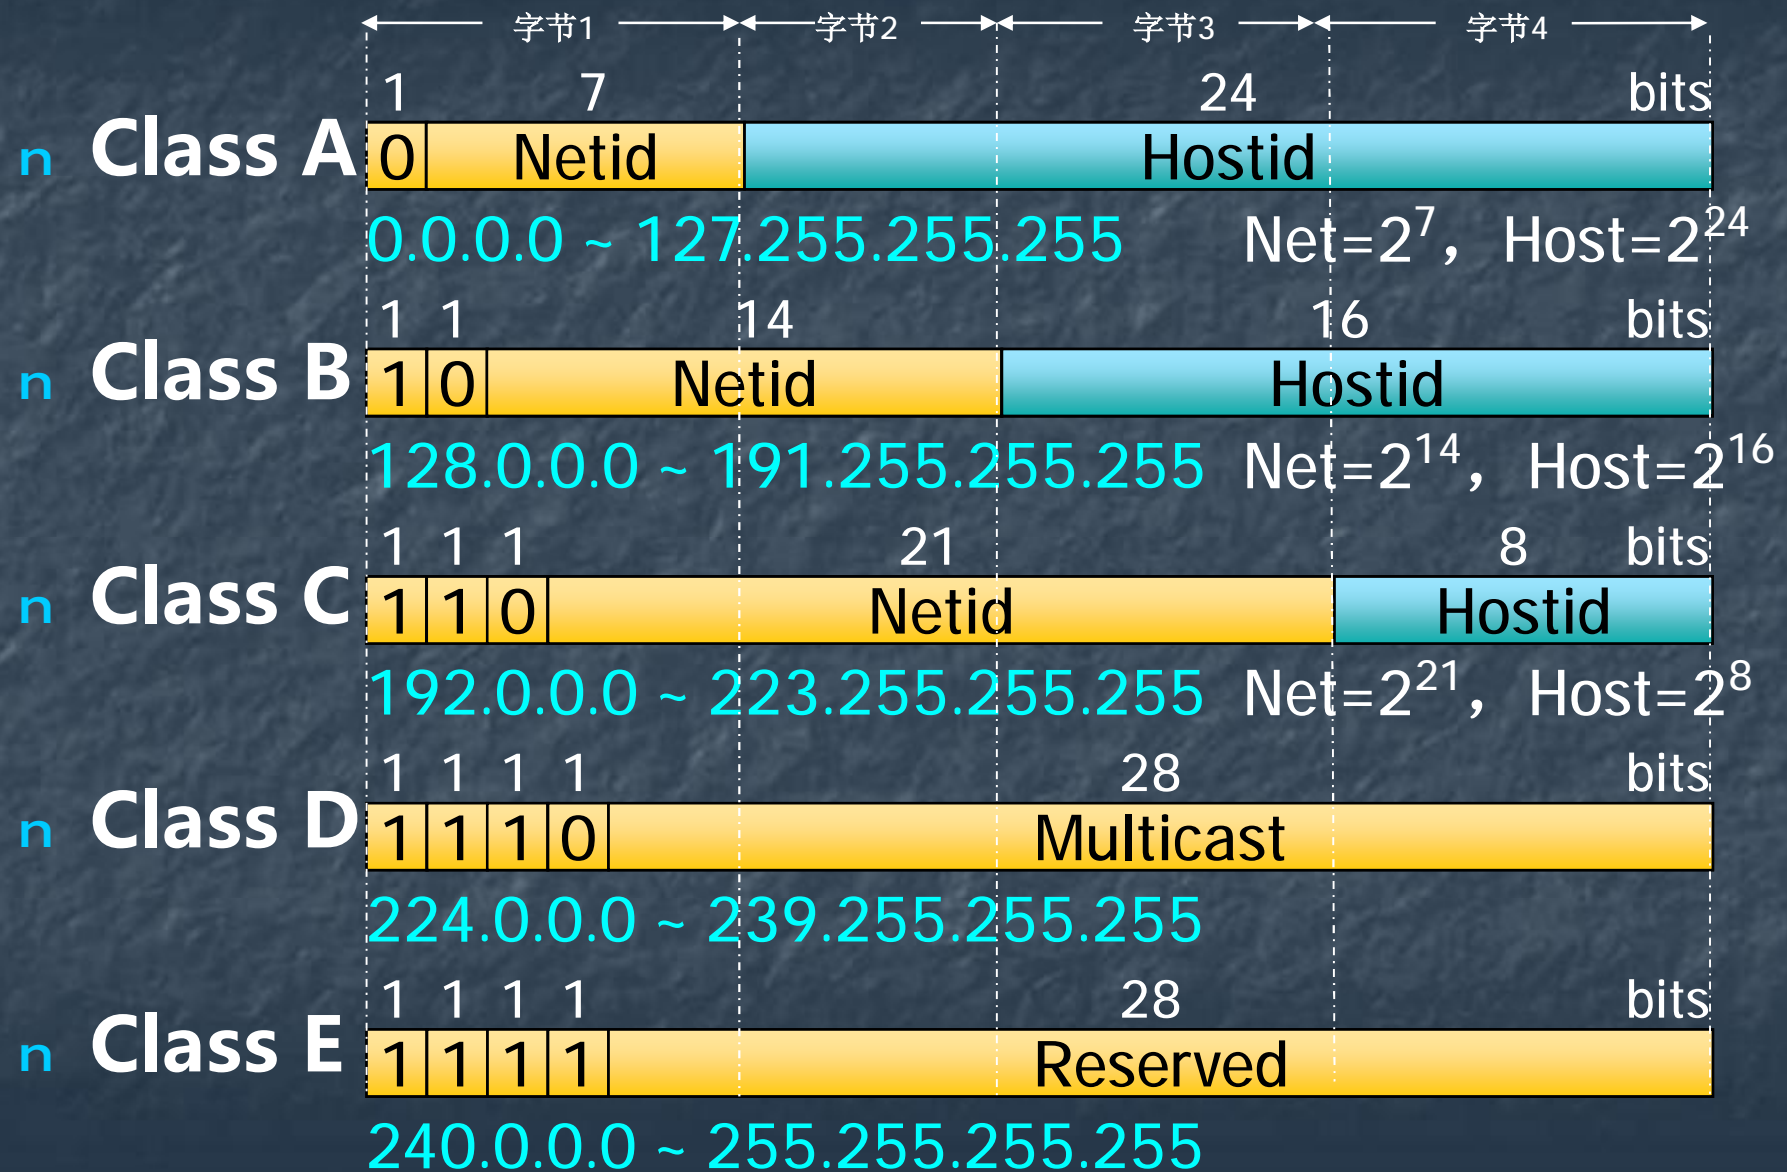 字节1 字节2 字节3 字节4
1 7 24 bits
n Class A 0 Netid Hostid
0.0.0.0 ~ 127.255.255.255 Net=2⁷, Host=2²⁴
1 1 14 16 bits
n Class B 1 0 Netid Hostid
128.0.0.0 ~ 191.255.255.255 Net=2¹⁴, Host=2¹⁶
1 1 1 21 8 bits
n Class C 1 1 0 Netid Hostid
192.0.0.0 ~ 223.255.255.255 Net=2²¹, Host=2⁸
1 1 1 1 28 bits
n Class D 1 1 1 0 Multicast
224.0.0.0 ~ 239.255.255.255
1 1 1 1 28 bits
n Class E 1 1 1 1 Reserved
240.0.0.0 ~ 255.255.255.255